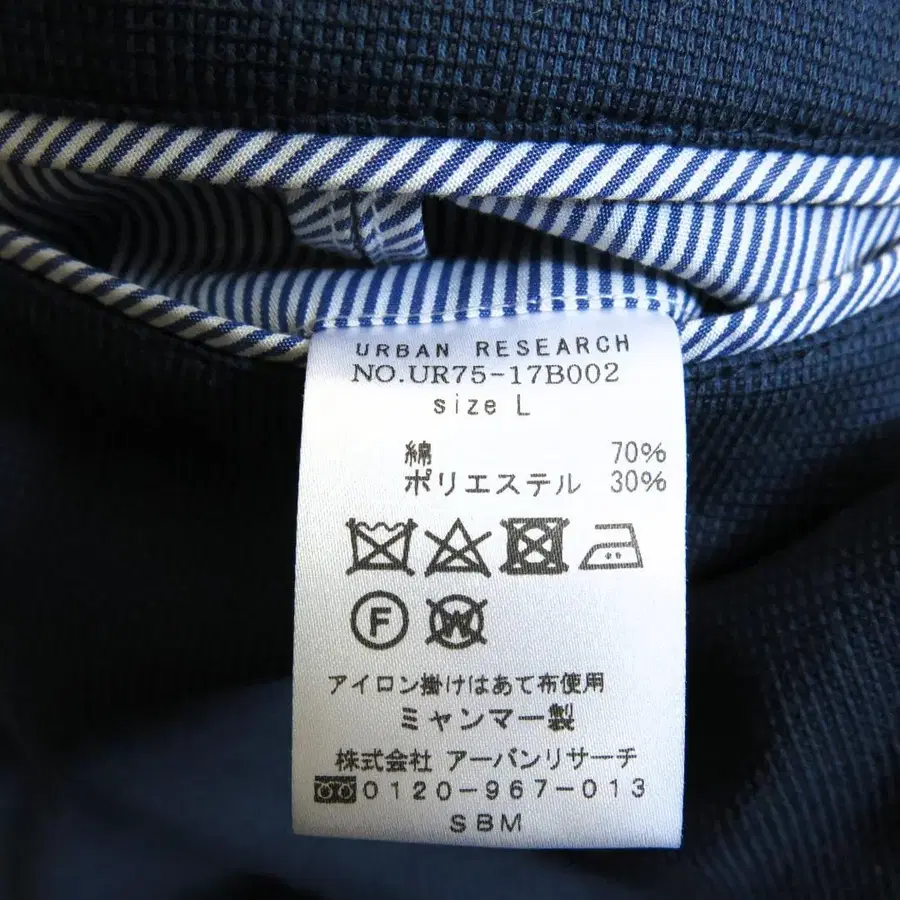 URBAN RESEARCH
NO.UR75-17B002
size L
綿 70%
ポリエステル 30%
F W
アイロン掛けはあて布使用
ミャンマー製
株式会社 アーバンリサーチ
0120-967-013
SBM